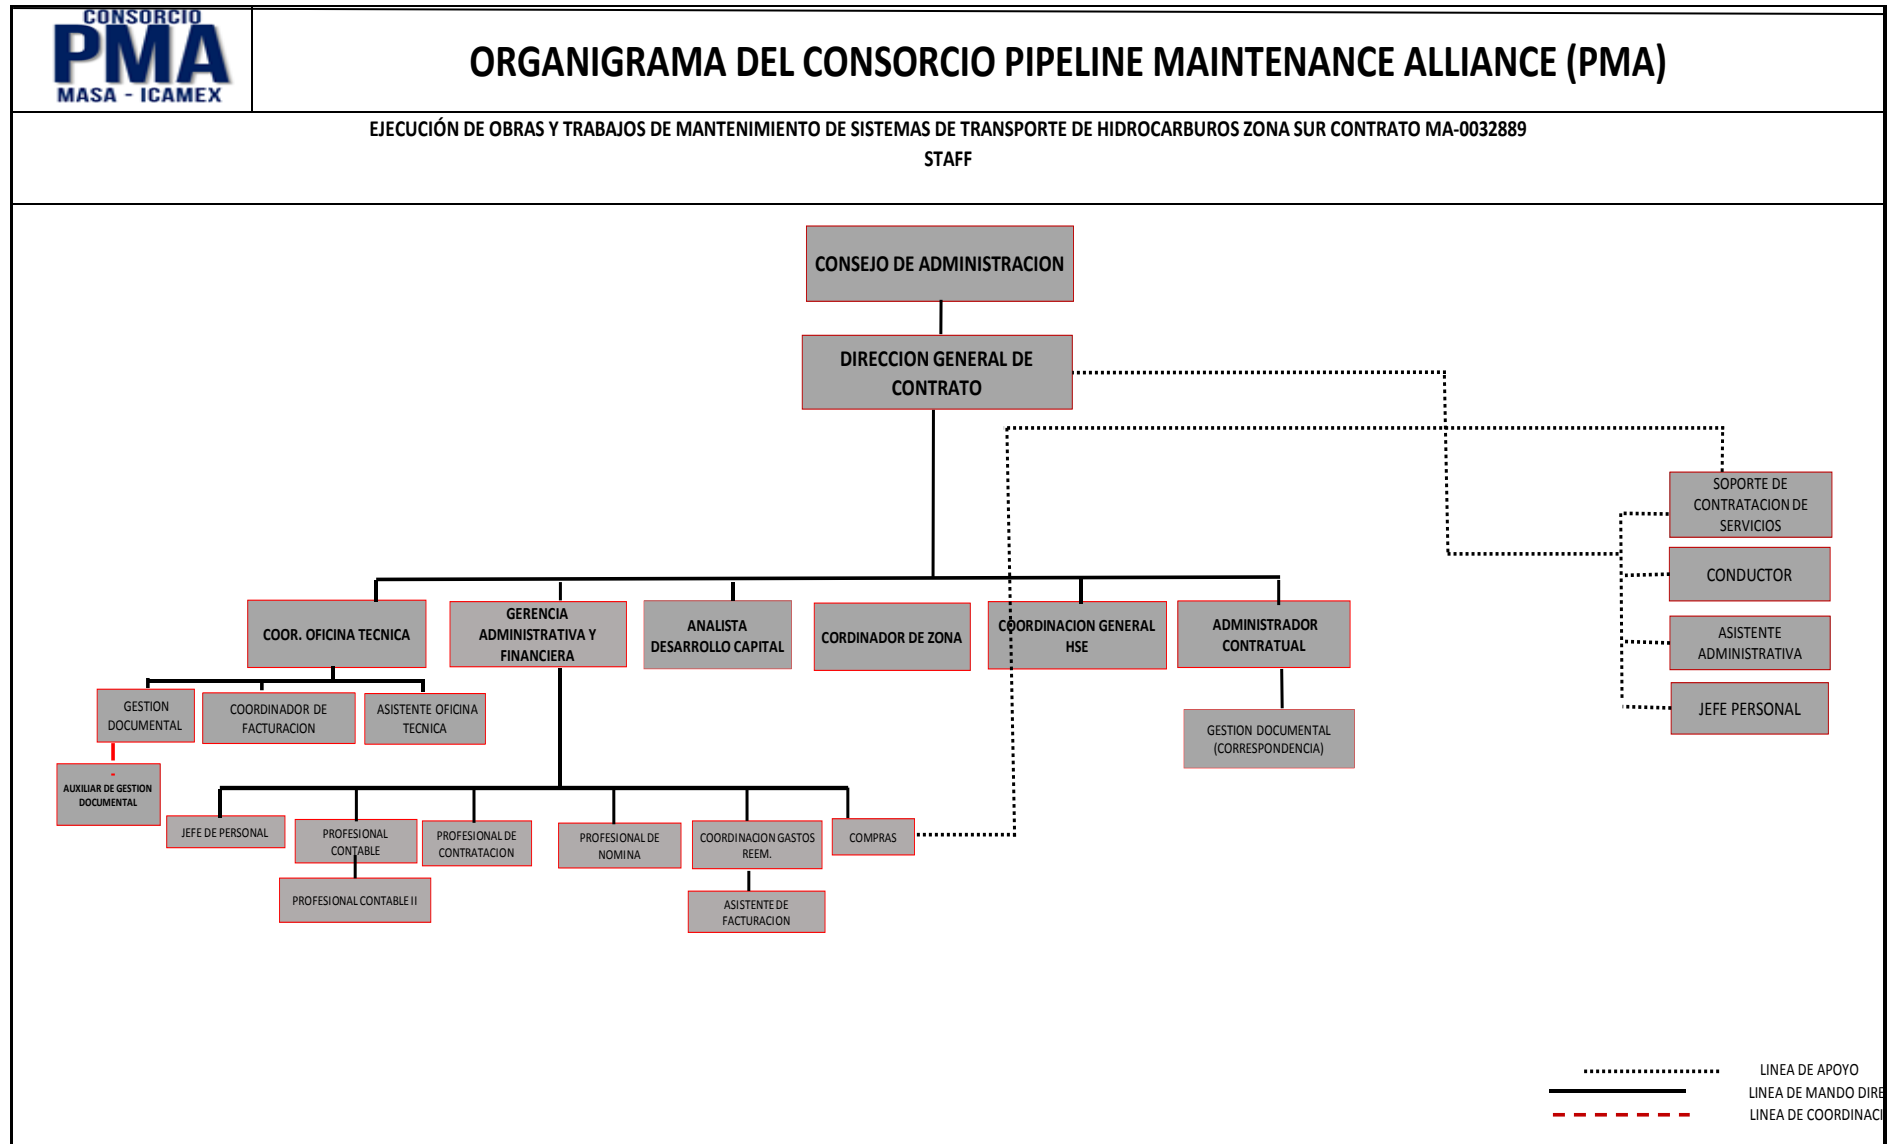 CONSORCIO
PMA
MASA - ICAMEX
ORGANIGRAMA DEL CONSORCIO PIPELINE MAINTENANCE ALLIANCE (PMA)
EJECUCIÓN DE OBRAS Y TRABAJOS DE MANTENIMIENTO DE SISTEMAS DE TRANSPORTE DE HIDROCARBUROS ZONA SUR CONTRATO MA-0032889
STAFF
CONSEJO DE ADMINISTRACION
DIRECCION GENERAL DE
CONTRATO
SOPORTE DE
CONTRATACION DE
SERVICIOS
CONDUCTOR
ASISTENTE
ADMINISTRATIVA
JEFE PERSONAL
COOR. OFICINA TECNICA
GERENCIA
ADMINISTRATIVA Y
FINANCIERA
ANALISTA
DESARROLLO CAPITAL
CORDINADOR DE ZONA
COORDINACION GENERAL
HSE
ADMINISTRADOR
CONTRATUAL
GESTION
DOCUMENTAL
COORDINADOR DE
FACTURACION
ASISTENTE OFICINA
TECNICA
GESTION DOCUMENTAL
(CORRESPONDENCIA)
AUXILIAR DE GESTION
DOCUMENTAL
JEFE DE PERSONAL
PROFESIONAL
CONTABLE
PROFESIONAL DE
CONTRATACION
PROFESIONAL DE
NOMINA
COORDINACION GASTOS
REEM.
COMPRAS
PROFESIONAL CONTABLE II
ASISTENTE DE
FACTURACION
LINEA DE APOYO
LINEA DE MANDO DIRE
LINEA DE COORDINACI